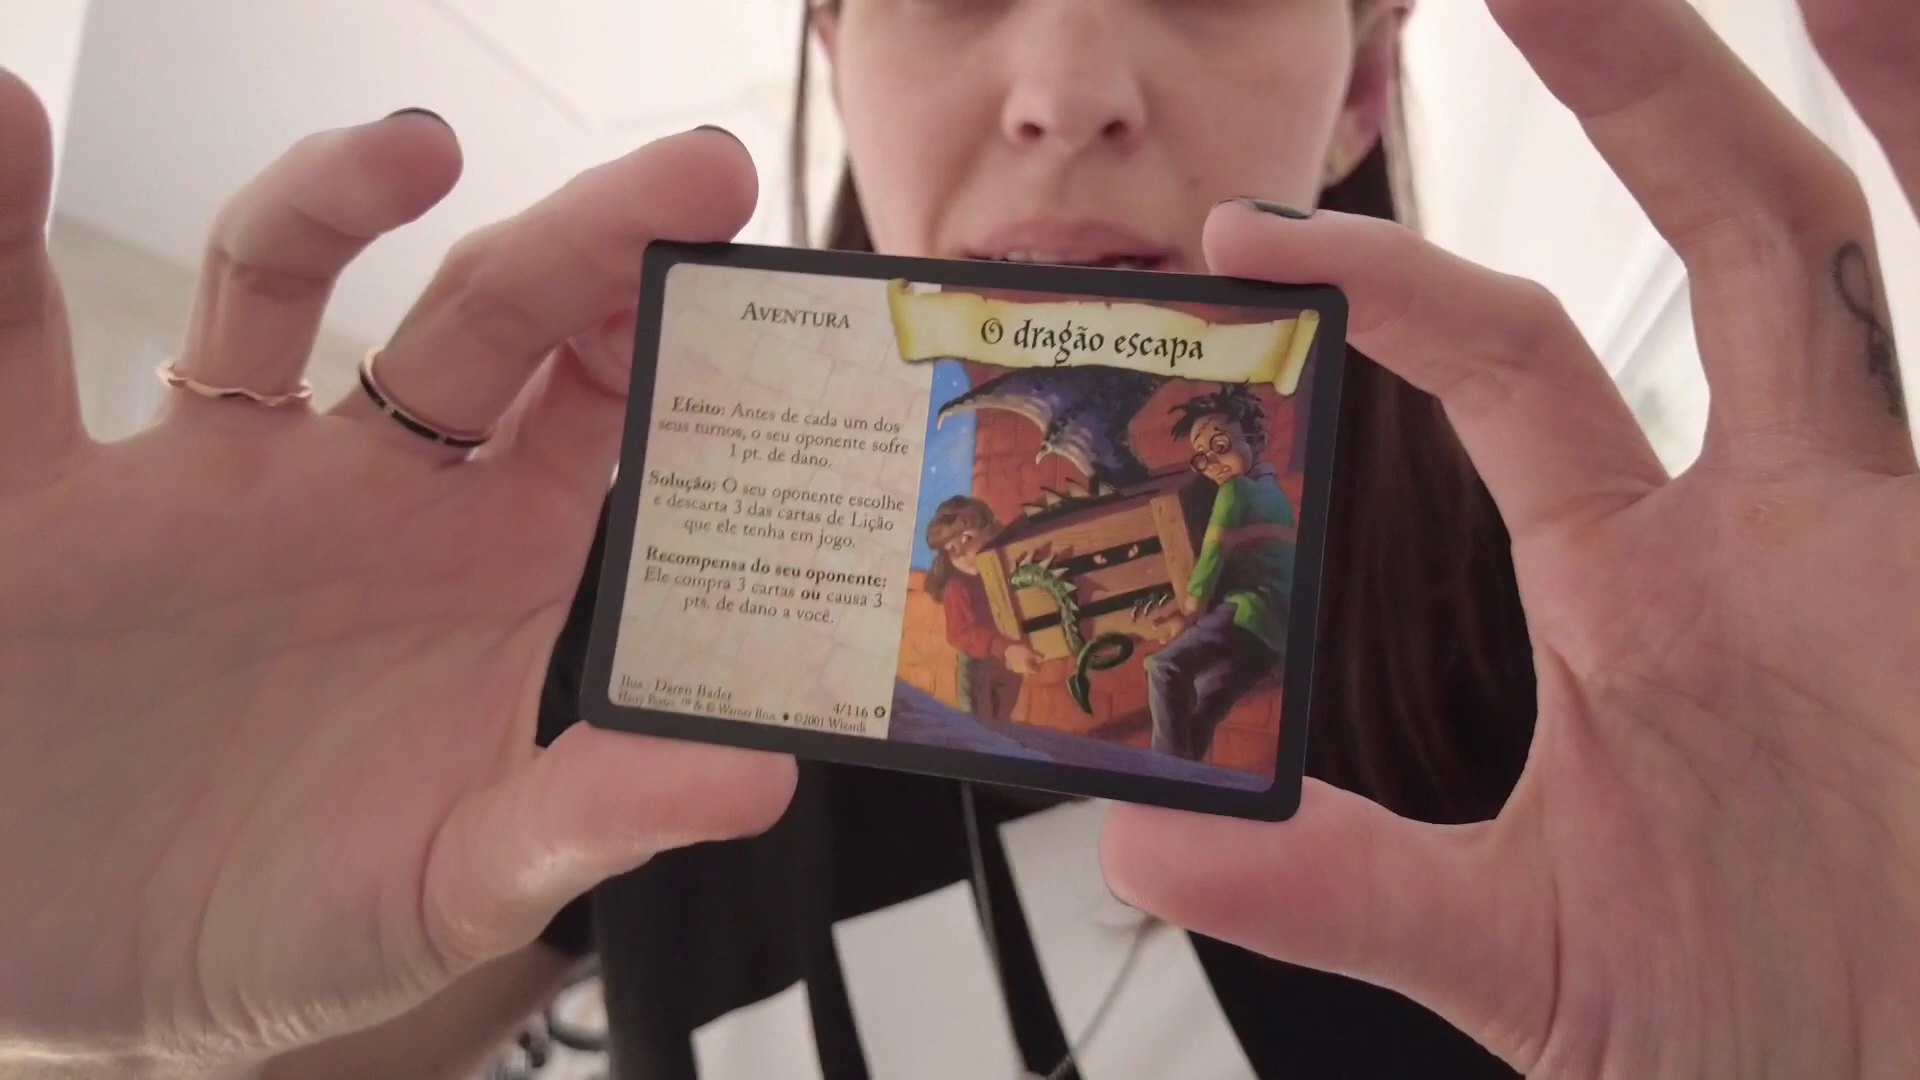 AVENTURA
O dragão escapa
Efeito: Antes de cada um dos
seus turnos, o seu oponente sofre
1 pt. de dano.
Solução: O seu oponente escolhe
e descarta 3 das cartas de Lição
que ele tenha em jogo.
Recompensa do seu oponente:
Ele compra 3 cartas ou causa 3
pts. de dano a você.
Ilus.: Daren Bader
4/116
Harry Potter ™ & © Warner Bros. ©2001 Wizards